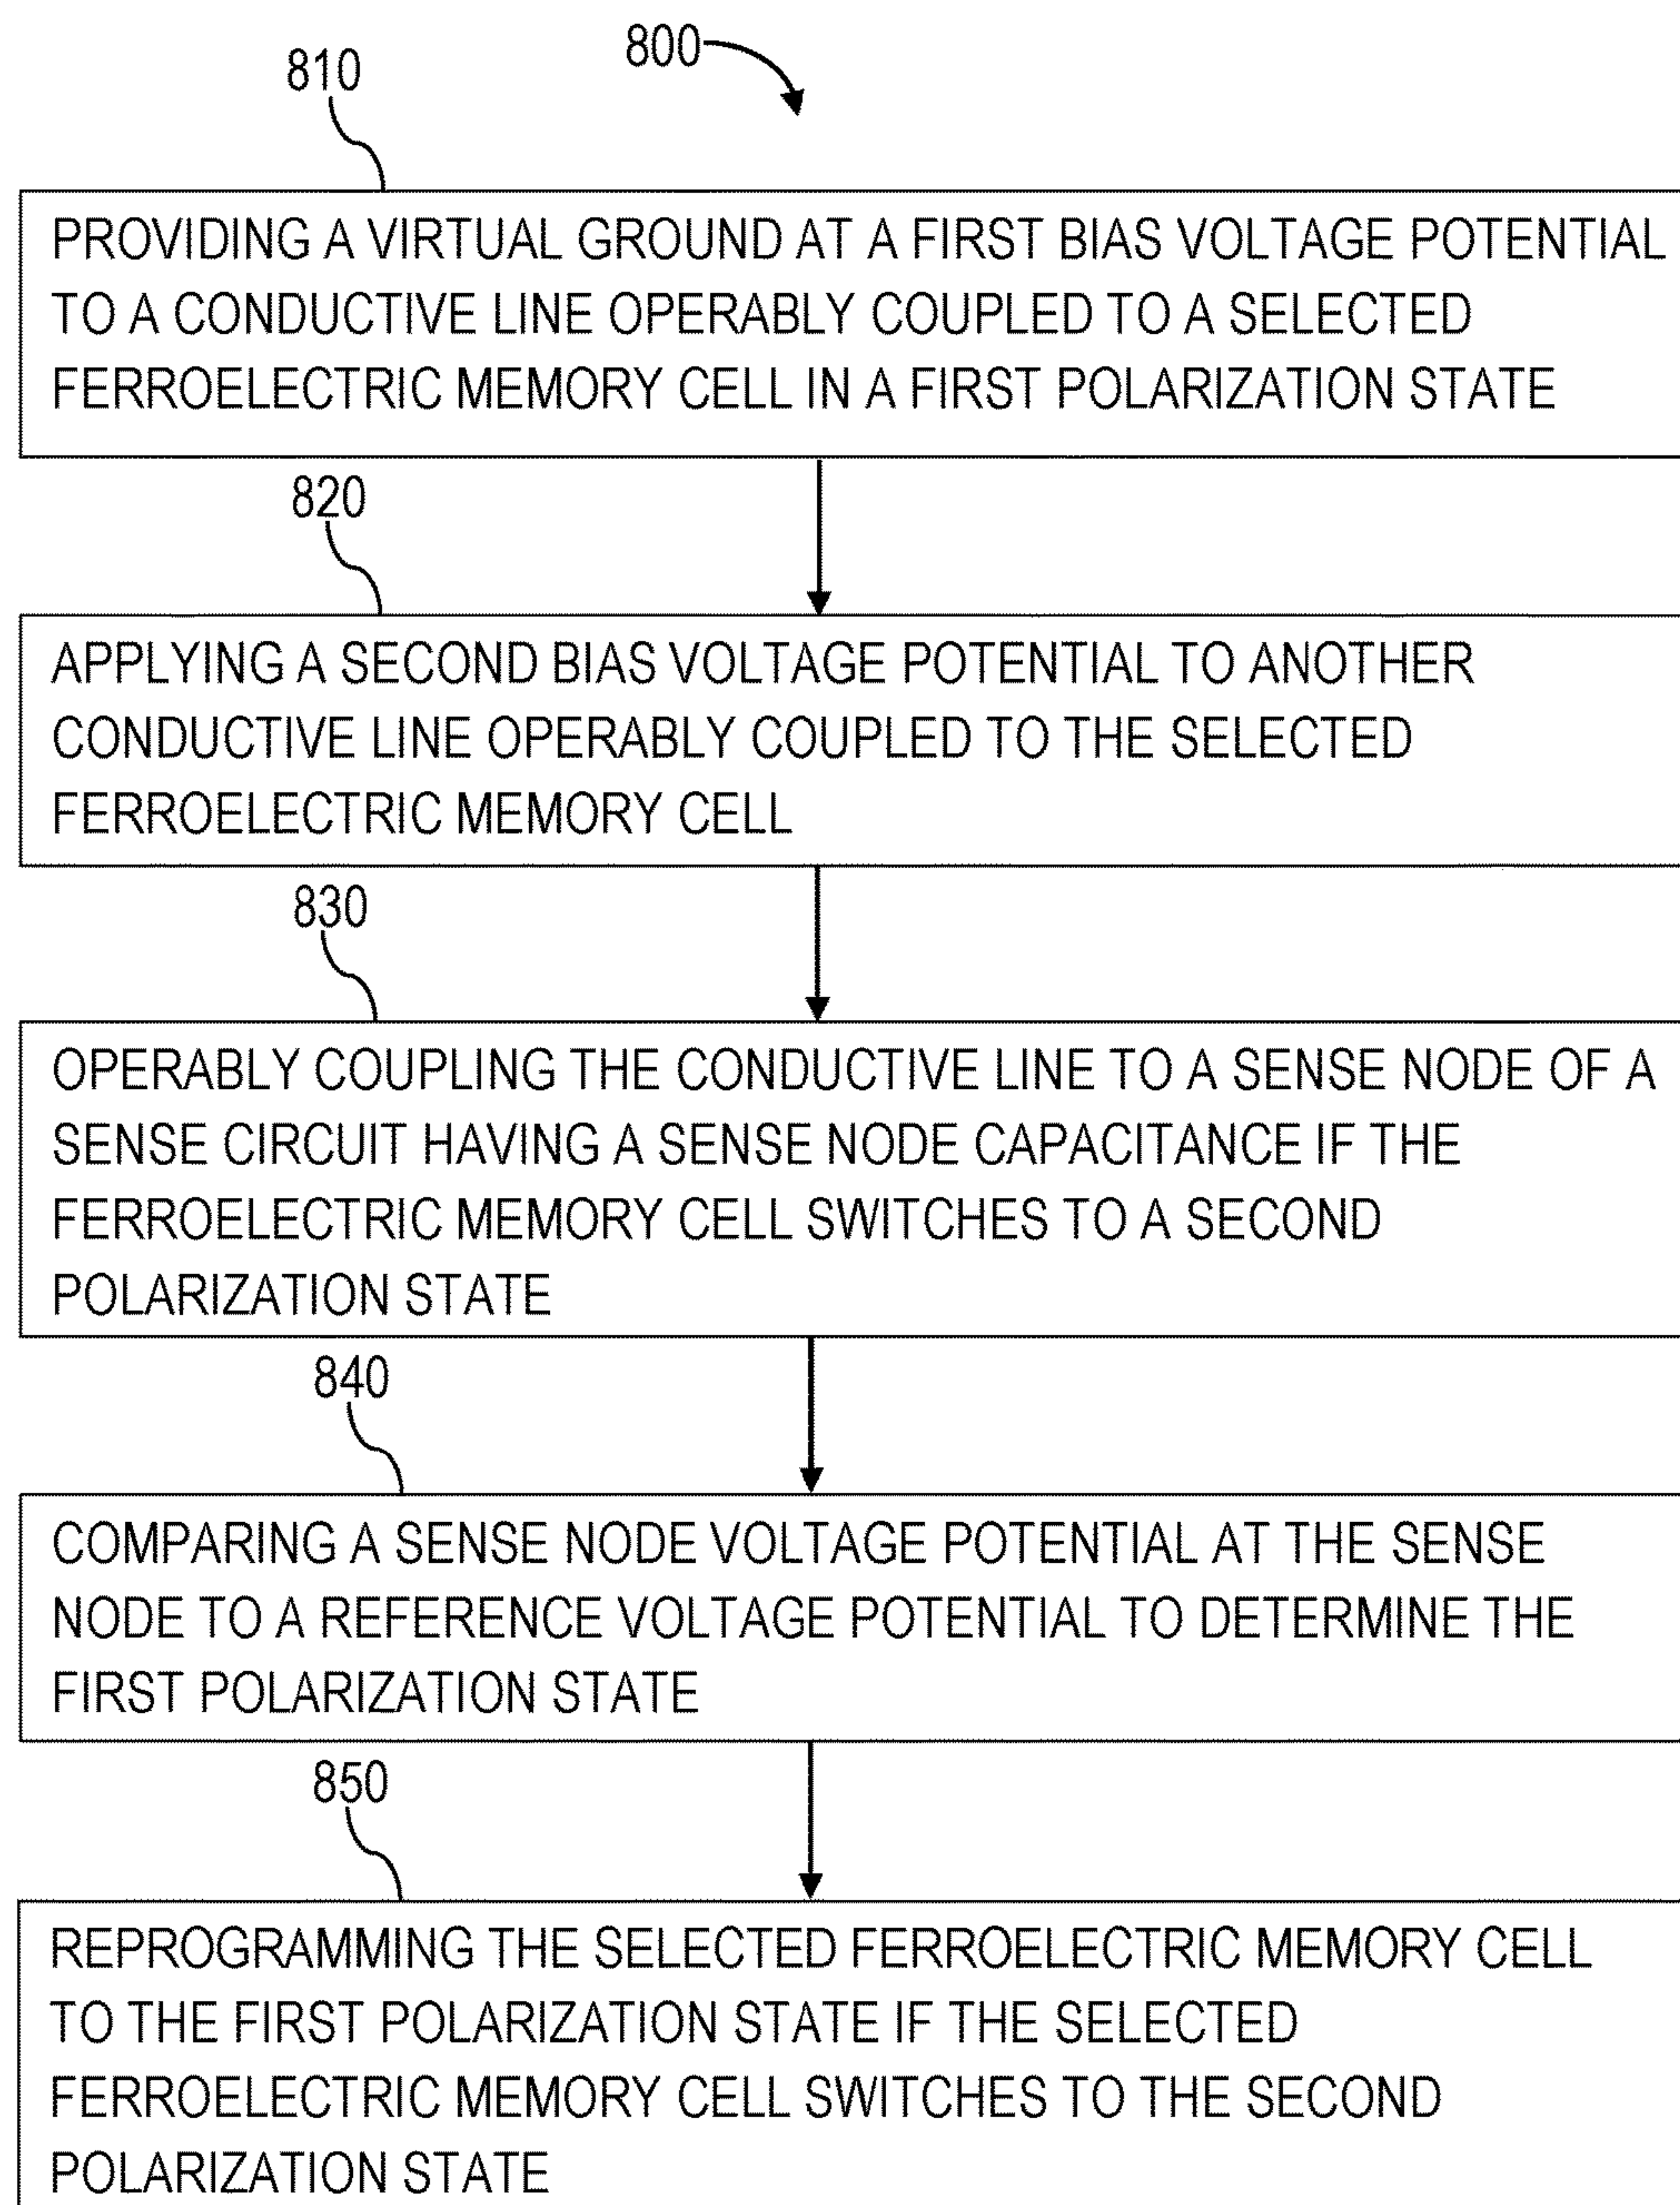 800
810
PROVIDING A VIRTUAL GROUND AT A FIRST BIAS VOLTAGE POTENTIAL
TO A CONDUCTIVE LINE OPERABLY COUPLED TO A SELECTED
FERROELECTRIC MEMORY CELL IN A FIRST POLARIZATION STATE
820
APPLYING A SECOND BIAS VOLTAGE POTENTIAL TO ANOTHER
CONDUCTIVE LINE OPERABLY COUPLED TO THE SELECTED
FERROELECTRIC MEMORY CELL
830
OPERABLY COUPLING THE CONDUCTIVE LINE TO A SENSE NODE OF A
SENSE CIRCUIT HAVING A SENSE NODE CAPACITANCE IF THE
FERROELECTRIC MEMORY CELL SWITCHES TO A SECOND
POLARIZATION STATE
840
COMPARING A SENSE NODE VOLTAGE POTENTIAL AT THE SENSE
NODE TO A REFERENCE VOLTAGE POTENTIAL TO DETERMINE THE
FIRST POLARIZATION STATE
850
REPROGRAMMING THE SELECTED FERROELECTRIC MEMORY CELL
TO THE FIRST POLARIZATION STATE IF THE SELECTED
FERROELECTRIC MEMORY CELL SWITCHES TO THE SECOND
POLARIZATION STATE